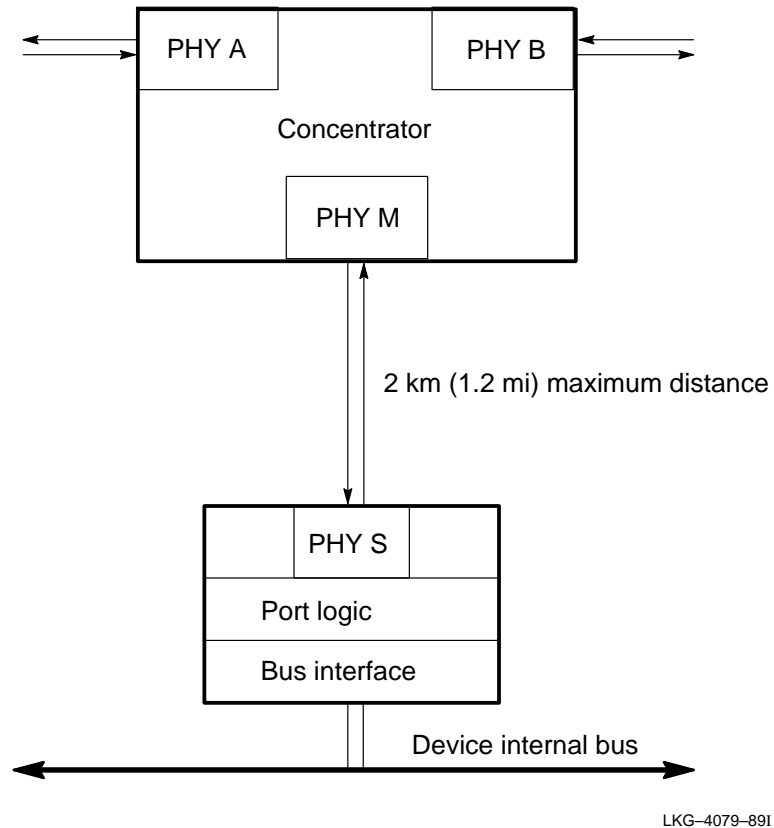 PHY A
PHY B
Concentrator
PHY M
2 km (1.2 mi) maximum distance
PHY S
Port logic
Bus interface
Device internal bus
LKG–4079–89I